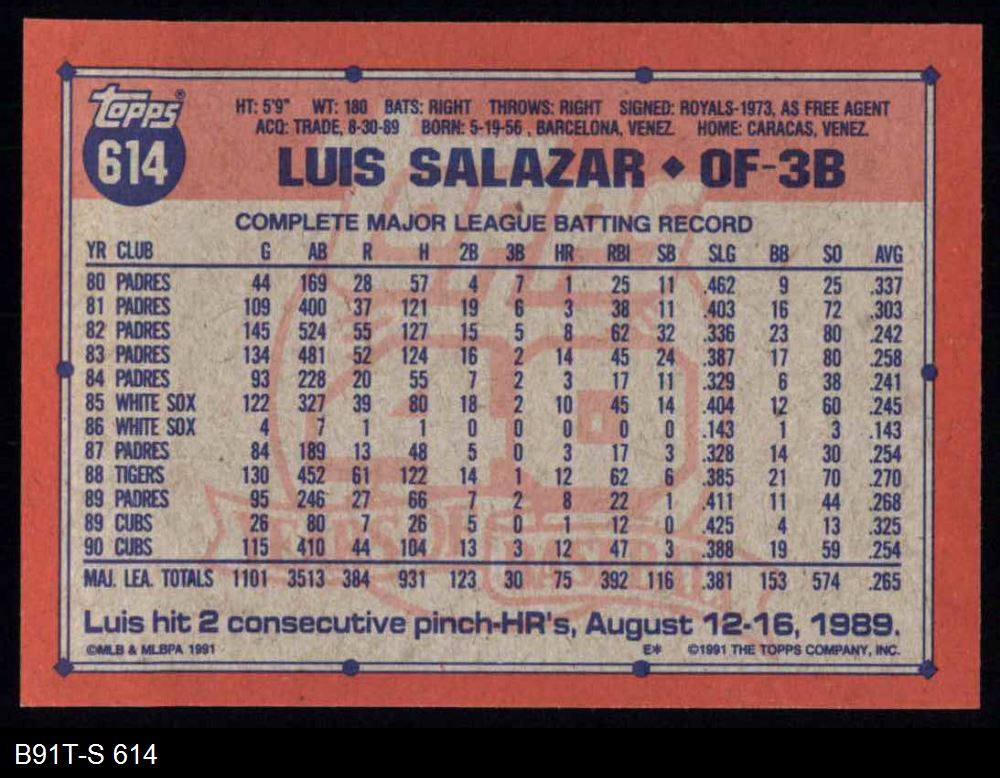 topps®
614
HT: 5'9" WT: 180 BATS: RIGHT THROWS: RIGHT SIGNED: ROYALS-1973, AS FREE AGENT
ACQ: TRADE, 8-30-89 BORN: 5-19-56 , BARCELONA, VENEZ. HOME: CARACAS, VENEZ.
LUIS SALAZAR ◆ OF-3B
COMPLETE MAJOR LEAGUE BATTING RECORD
YR CLUB G AB R H 2B 3B HR RBI SB SLG BB SO AVG
80 PADRES 44 169 28 57 4 7 1 25 11 .462 9 25 .337
81 PADRES 109 400 37 121 19 6 3 38 11 .403 16 72 .303
82 PADRES 145 524 55 127 15 5 8 62 32 .336 23 80 .242
83 PADRES 134 481 52 124 16 2 14 45 24 .387 17 80 .258
84 PADRES 93 228 20 55 7 2 3 17 11 .329 6 38 .241
85 WHITE SOX 122 327 39 80 18 2 10 45 14 .404 12 60 .245
86 WHITE SOX 4 7 1 1 0 0 0 0 0 .143 1 3 .143
87 PADRES 84 189 13 48 5 0 3 17 3 .328 14 30 .254
88 TIGERS 130 452 61 122 14 1 12 62 6 .385 21 70 .270
89 PADRES 95 246 27 66 7 2 8 22 1 .411 11 44 .268
89 CUBS 26 80 7 26 5 0 1 12 0 .425 4 13 .325
90 CUBS 115 410 44 104 13 3 12 47 3 .388 19 59 .254
MAJ. LEA. TOTALS 1101 3513 384 931 123 30 75 392 116 .381 153 574 .265
Luis hit 2 consecutive pinch-HR's, August 12-16, 1989.
©MLB & MLBPA 1991 E* ©1991 THE TOPPS COMPANY, INC.
B91T-S 614